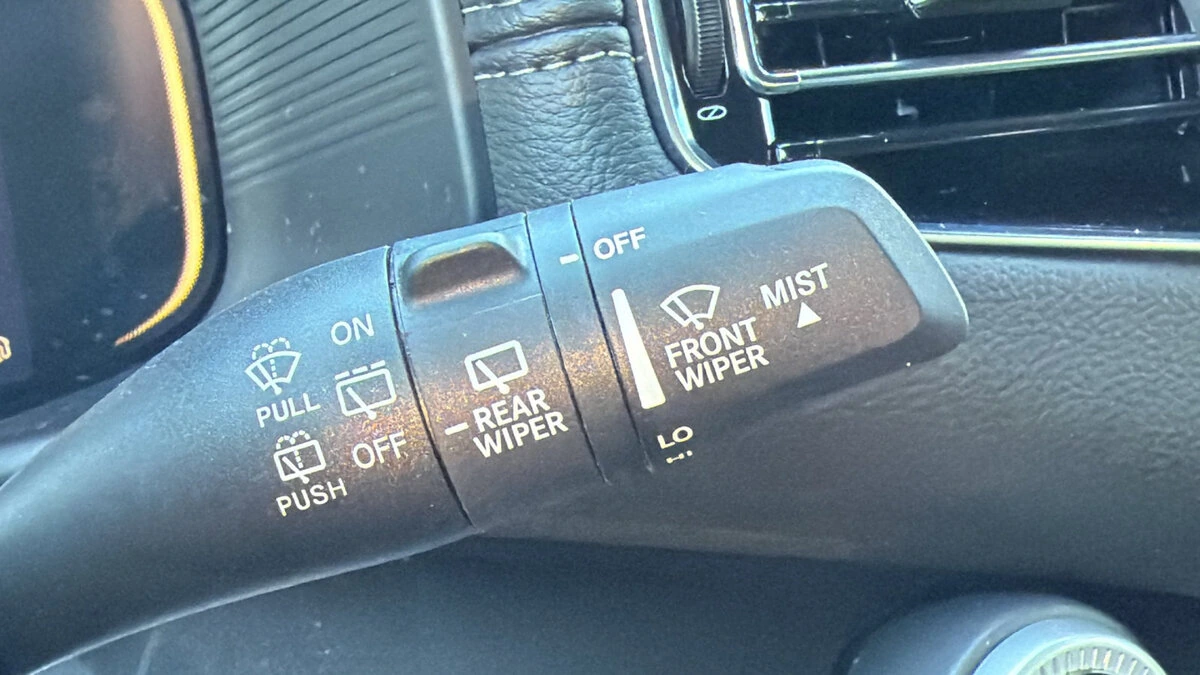 ON
PULL
OFF
PUSH
REAR
WIPER
OFF
FRONT
WIPER
MIST
LO